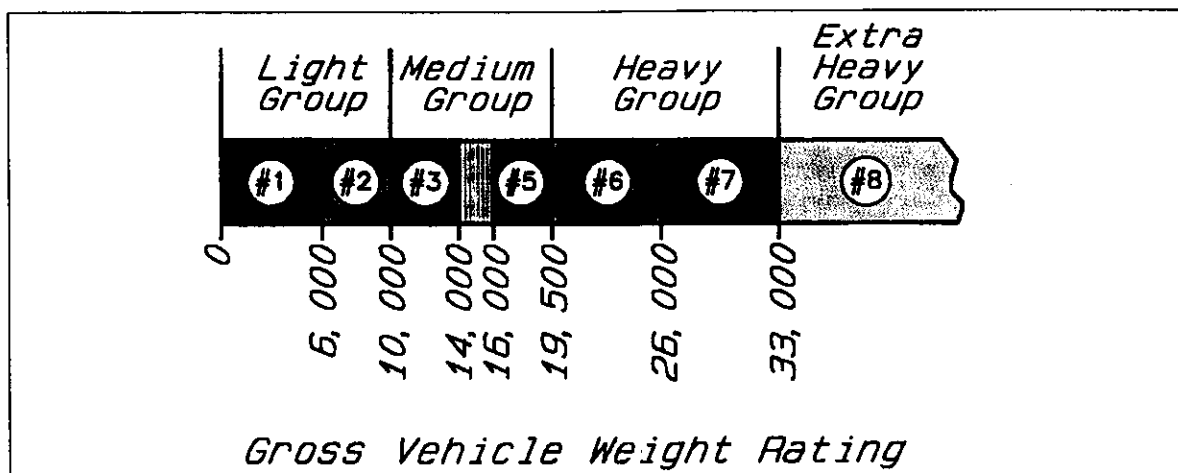 Extra
Light Medium Heavy Heavy
Group Group Group Group
#1 #2 #3 #5 #6 #7 #8
0 6,000 10,000 14,000 16,000 19,500 26,000 33,000
Gross Vehicle Weight Rating